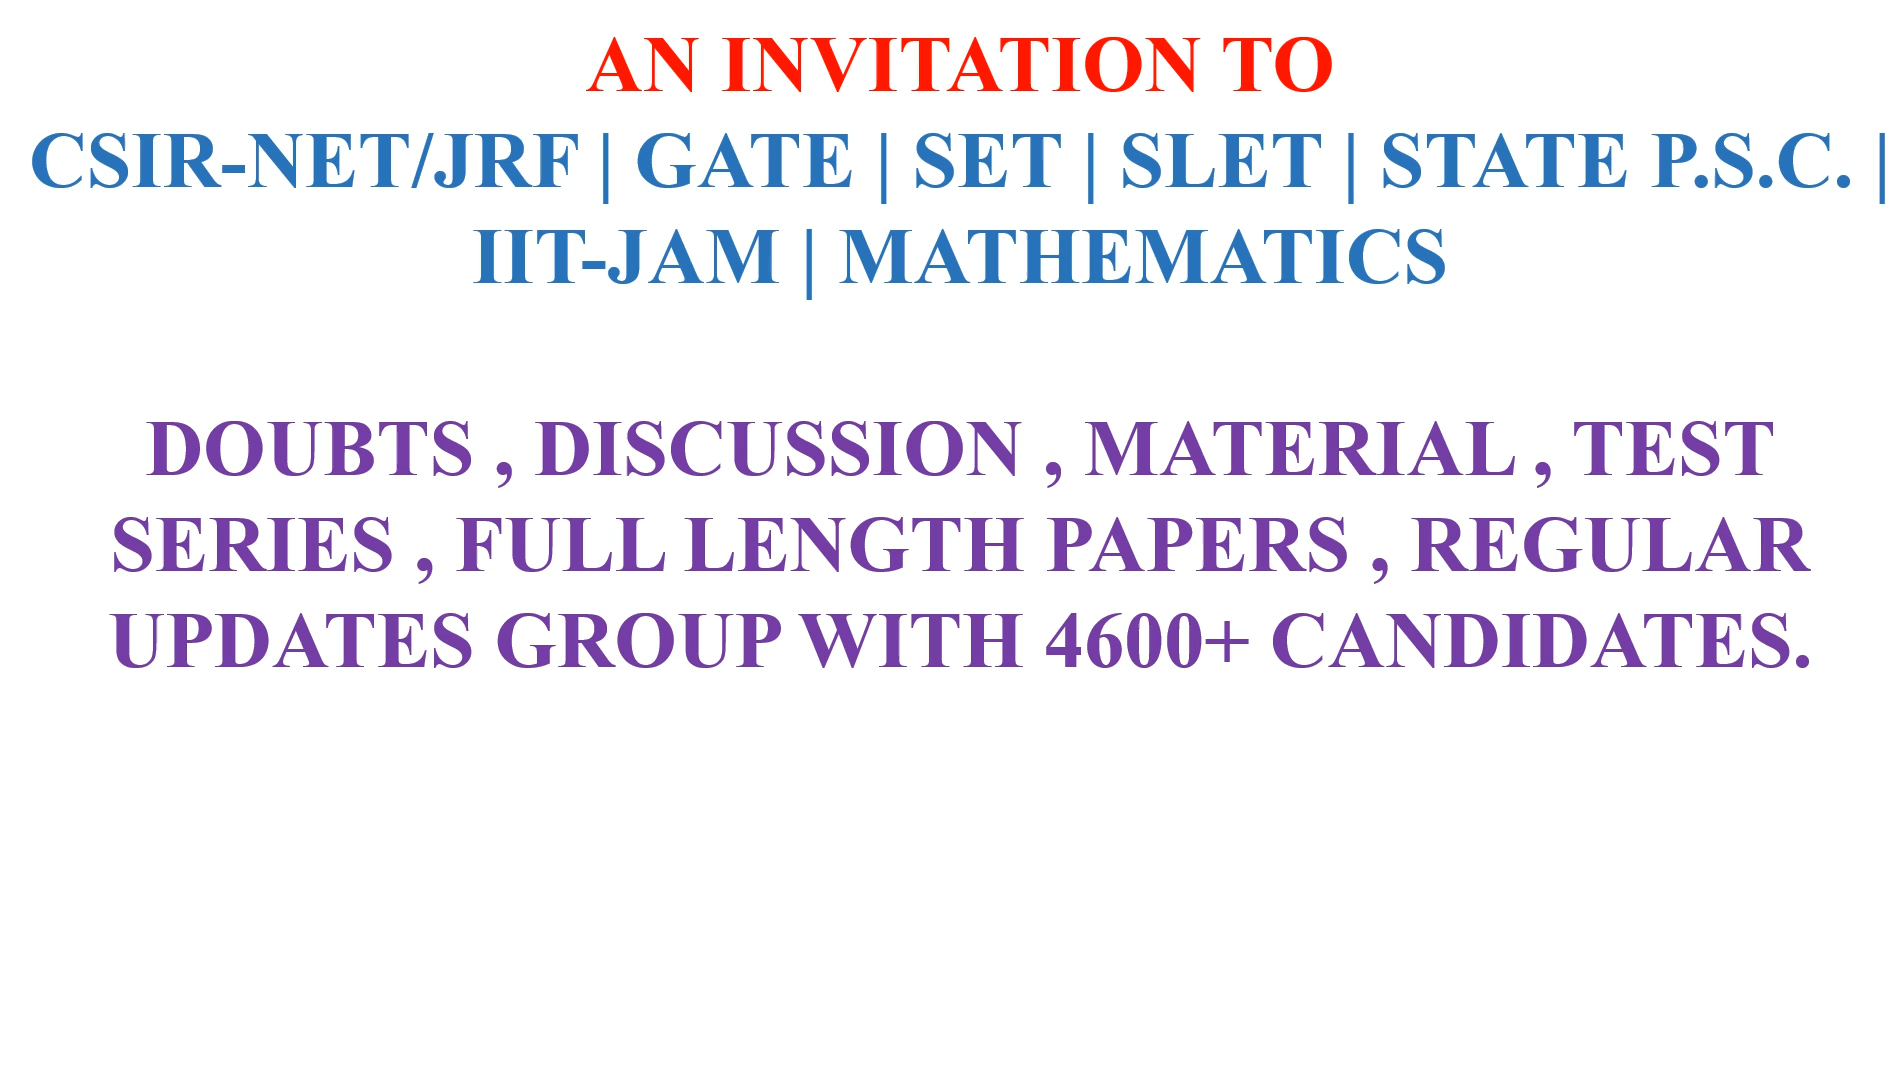 AN INVITATION TO
CSIR-NET/JRF | GATE | SET | SLET | STATE P.S.C. |
IIT-JAM | MATHEMATICS
DOUBTS , DISCUSSION , MATERIAL , TEST
SERIES , FULL LENGTH PAPERS , REGULAR
UPDATES GROUP WITH 4600+ CANDIDATES.